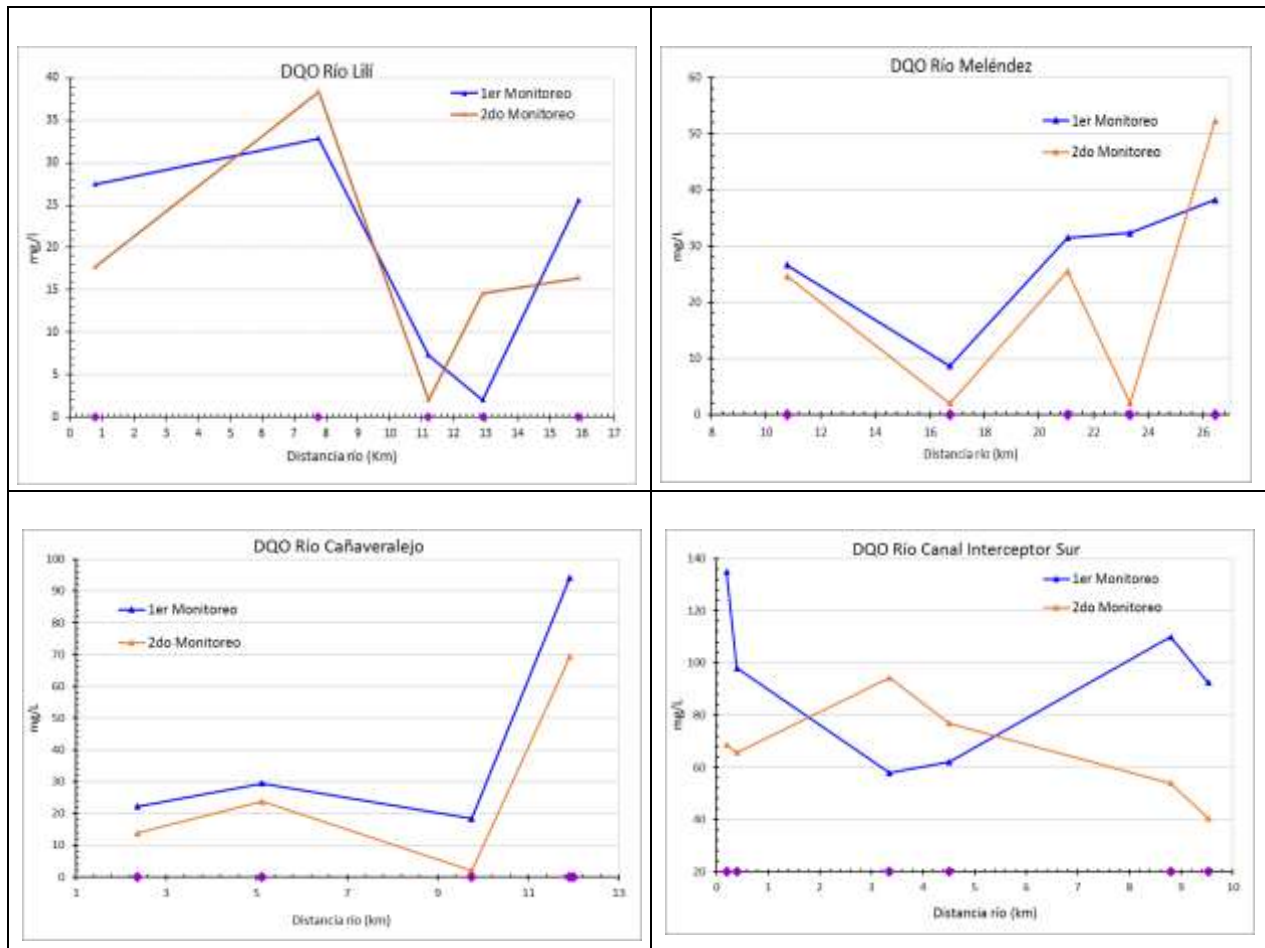 DQO Río Lilí
1er Monitoreo
2do Monitoreo
40
35
30
25
20
15
10
5
0
mg/L
0 1 2 3 4 5 6 7 8 9 10 11 12 13 14 15 16 17
Distancia río (Km)
DQO Río Meléndez
1er Monitoreo
2do Monitoreo
60
50
40
30
20
10
0
mg/L
8 10 12 14 16 18 20 22 24 26
Distancia río (km)
DQO Río Cañaveralejo
1er Monitoreo
2do Monitoreo
100
90
80
70
60
50
40
30
20
10
0
mg/L
1 3 5 7 9 11 13
Distancia río (km)
DQO Río Canal Interceptor Sur
1er Monitoreo
2do Monitoreo
140
120
100
80
60
40
20
mg/L
0 1 2 3 4 5 6 7 8 9 10
Distancia río (km)